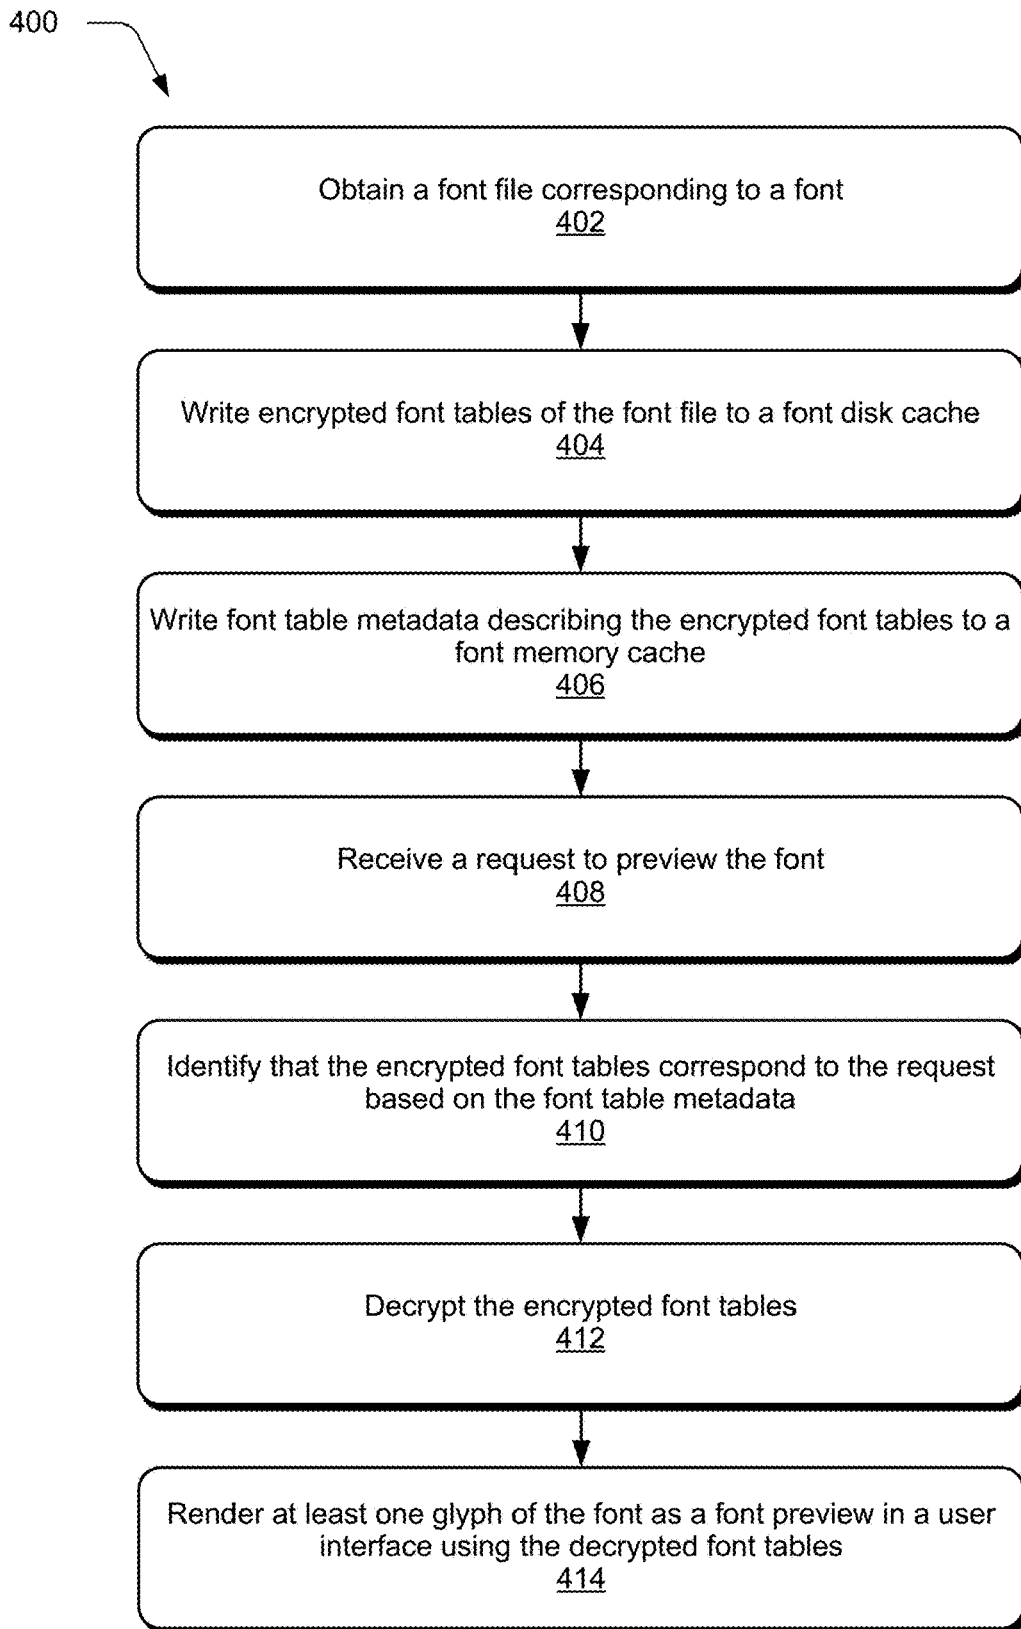 400
Obtain a font file corresponding to a font
402
Write encrypted font tables of the font file to a font disk cache
404
Write font table metadata describing the encrypted font tables to a
font memory cache
406
Receive a request to preview the font
408
Identify that the encrypted font tables correspond to the request
based on the font table metadata
410
Decrypt the encrypted font tables
412
Render at least one glyph of the font as a font preview in a user
interface using the decrypted font tables
414